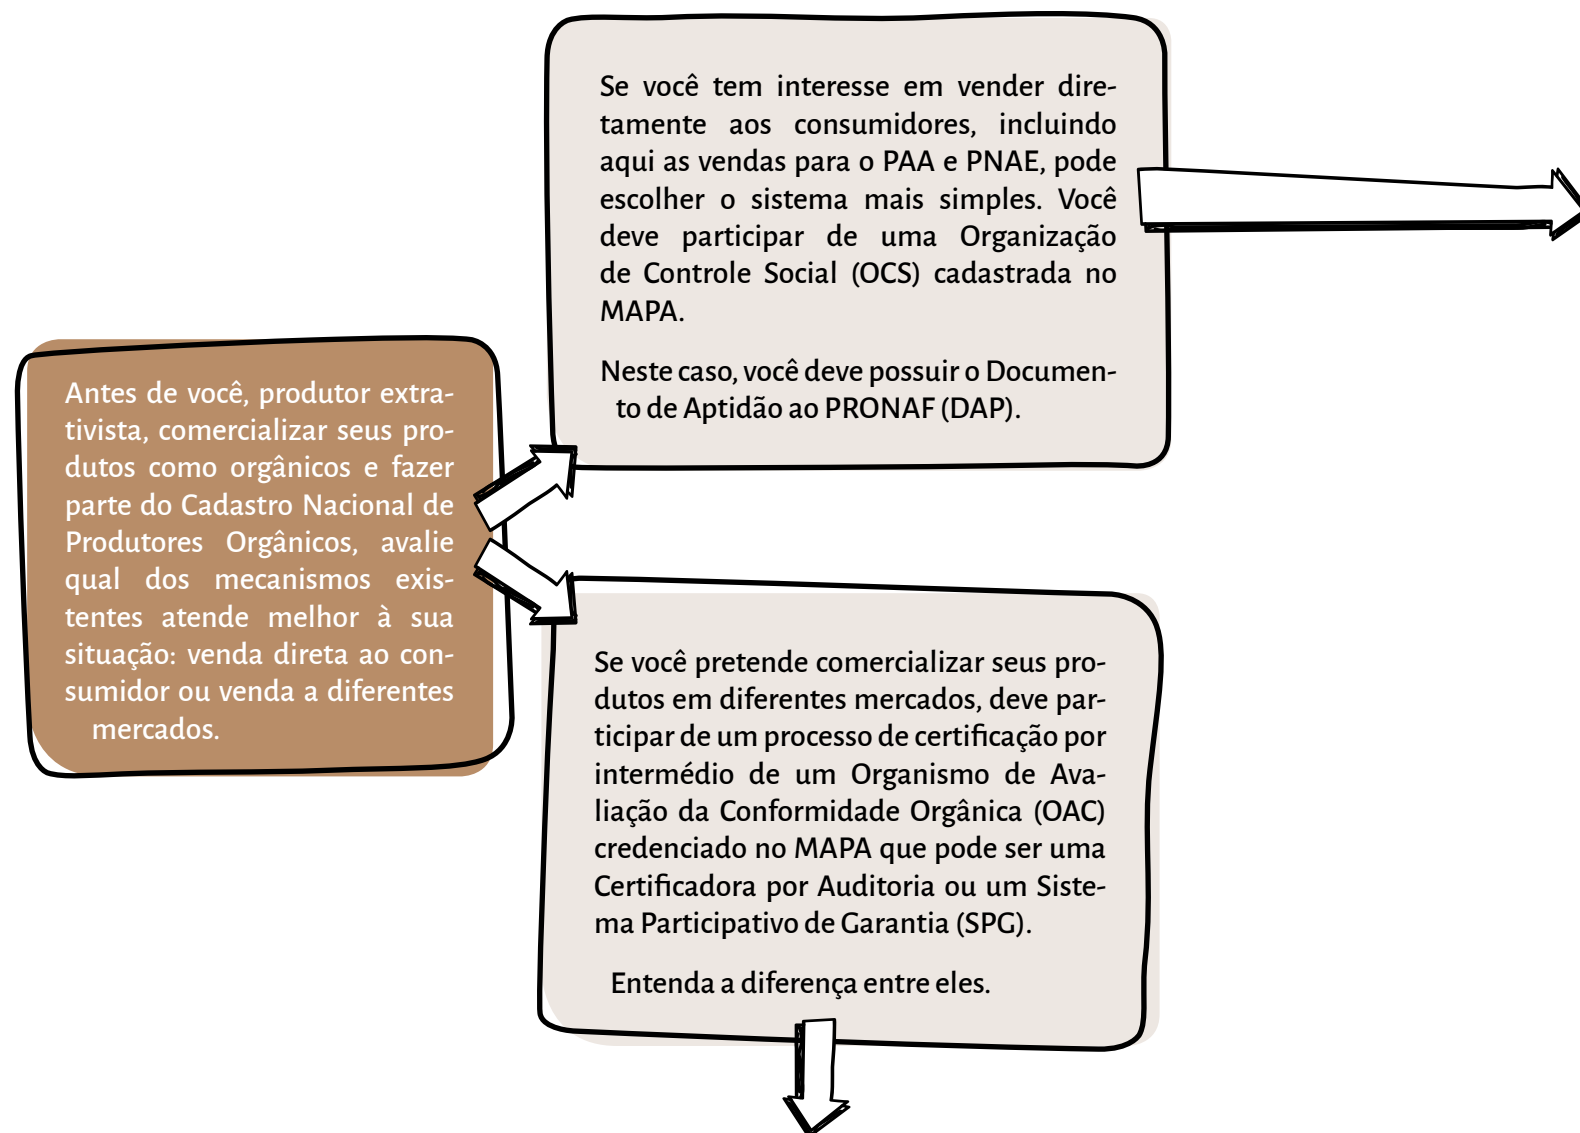 Antes de você, produtor extra-
tivista, comercializar seus pro-
dutos como orgânicos e fazer
parte do Cadastro Nacional de
Produtores Orgânicos, avalie
qual dos mecanismos exis-
tentes atende melhor à sua
situação: venda direta ao con-
sumidor ou venda a diferentes
mercados.
Se você tem interesse em vender dire-
tamente aos consumidores, incluindo
aqui as vendas para o PAA e PNAE, pode
escolher o sistema mais simples. Você
deve participar de uma Organização
de Controle Social (OCS) cadastrada no
MAPA.
Neste caso, você deve possuir o Documen-
to de Aptidão ao PRONAF (DAP).
Se você pretende comercializar seus pro-
dutos em diferentes mercados, deve par-
ticipar de um processo de certificação por
intermédio de um Organismo de Ava-
liação da Conformidade Orgânica (OAC)
credenciado no MAPA que pode ser uma
Certificadora por Auditoria ou um Siste-
ma Participativo de Garantia (SPG).
Entenda a diferença entre eles.